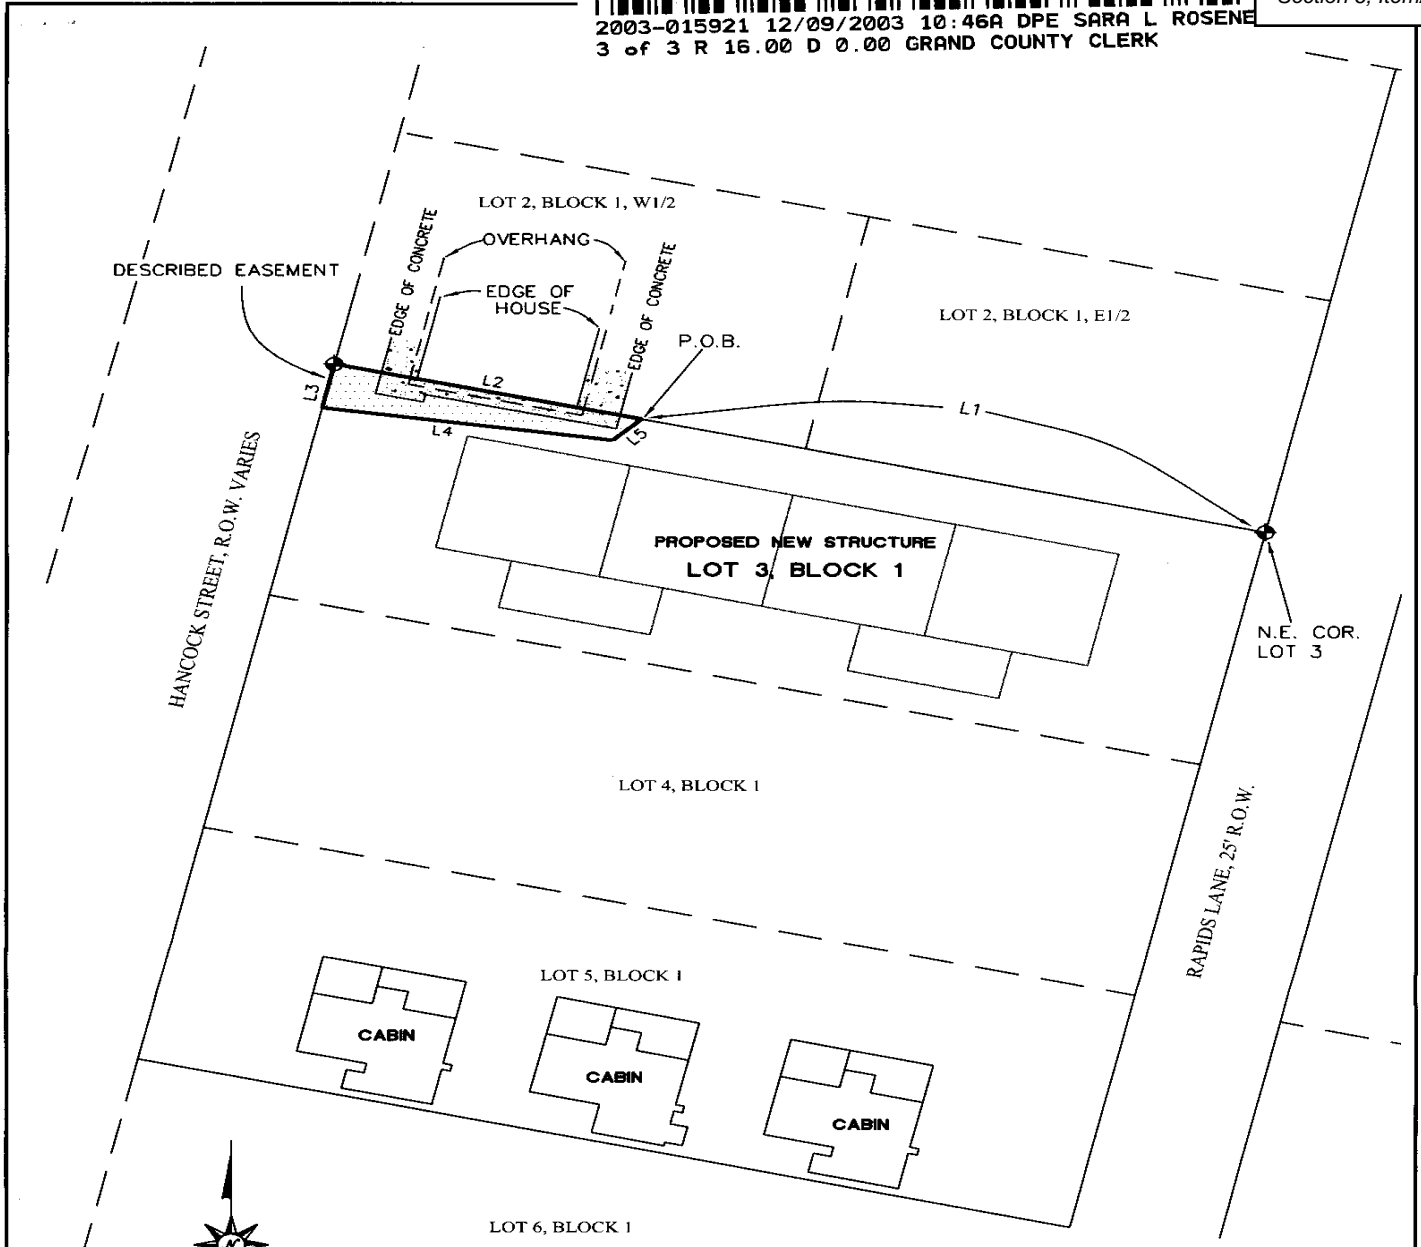 2003-015921 12/09/2003 10:46A DPE SARA L ROSENE
3 of 3 R 16.00 D 0.00 GRAND COUNTY CLERK
LOT 2, BLOCK 1, W1/2
OVERHANG
EDGE OF CONCRETE
EDGE OF CONCRETE
DESCRIBED EASEMENT
EDGE OF
HOUSE
LOT 2, BLOCK 1, E1/2
P.O.B.
L2
L3
L1
L4
L5
HANCOCK STREET, R.O.W. VARIES
PROPOSED NEW STRUCTURE
LOT 3, BLOCK 1
N.E. COR.
LOT 3
LOT 4, BLOCK 1
RAPIDS LANE, 25' R.O.W.
LOT 5, BLOCK 1
CABIN
CABIN
CABIN
LOT 6, BLOCK 1
N